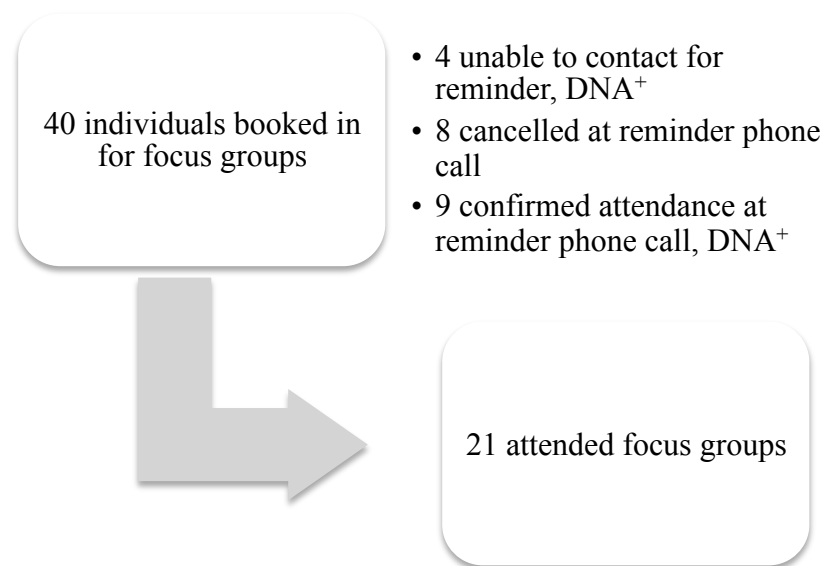 40 individuals booked in
for focus groups
• 4 unable to contact for
reminder, DNA⁺
• 8 cancelled at reminder phone
call
• 9 confirmed attendance at
reminder phone call, DNA⁺
21 attended focus groups